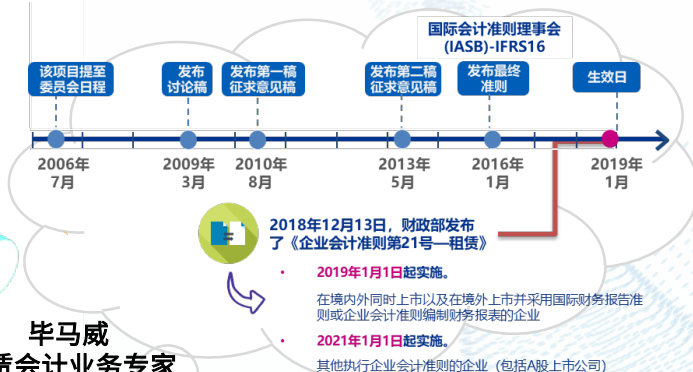 国际会计准则理事会
(IASB)-IFRS16
该项目提至
委员会日程
发布
讨论稿
发布第一稿
征求意见稿
发布第二稿
征求意见稿
发布最终
准则
生效日
2006年
7月
2009年
3月
2010年
8月
2013年
5月
2016年
1月
2019年
1月
2018年12月13日，财政部发布
了《企业会计准则第21号—租赁》
• 2019年1月1日起实施。
在境内外同时上市以及在境外上市并采用国际财务报告准
则或企业会计准则编制财务报表的企业
• 2021年1月1日起实施。
其他执行企业会计准则的企业（包括A股上市公司）
毕马威
赁会计业务专家